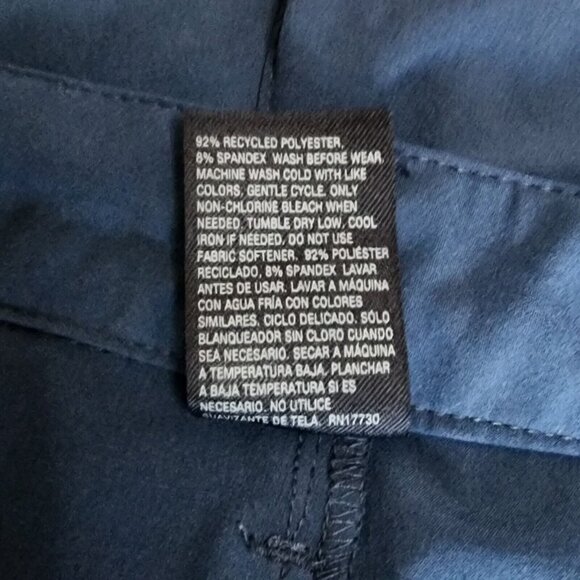 92% RECYCLED POLYESTER,
8% SPANDEX WASH BEFORE WEAR,
MACHINE WASH COLD WITH LIKE
COLORS, GENTLE CYCLE. ONLY
NON-CHLORINE BLEACH WHEN
NEEDED. TUMBLE DRY LOW. COOL
IRON IF NEEDED. DO NOT USE
FABRIC SOFTENER. 92% POLIÉSTER
RECICLADO, 8% SPANDEX LAVAR
ANTES DE USAR. LAVAR A MÁQUINA
CON AGUA FRÍA CON COLORES
SIMILARES. CICLO DELICADO. SÓLO
BLANQUEADOR SIN CLORO CUANDO
SEA NECESARIO. SECAR A MÁQUINA
A TEMPERATURA BAJA. PLANCHAR
A BAJA TEMPERATURA SI ES
NECESARIO. NO UTILICE
SUAVIZANTE DE TELA. RN17730